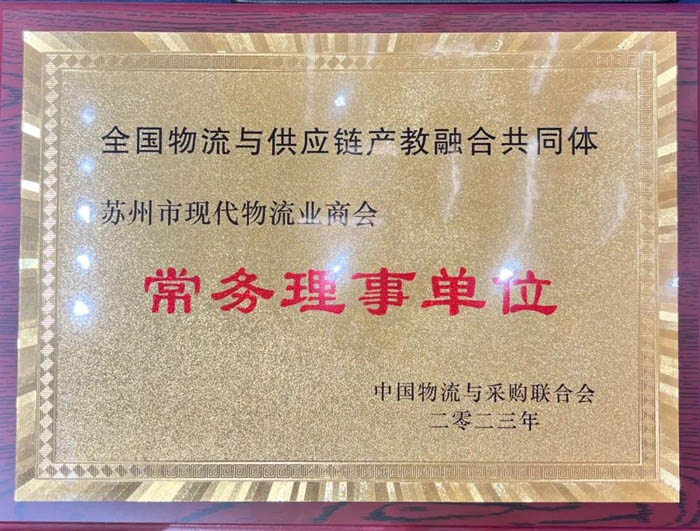 全国物流与供应链产教融合共同体
苏州市现代物流业商会
常务理事单位
中国物流与采购联合会
二零二三年